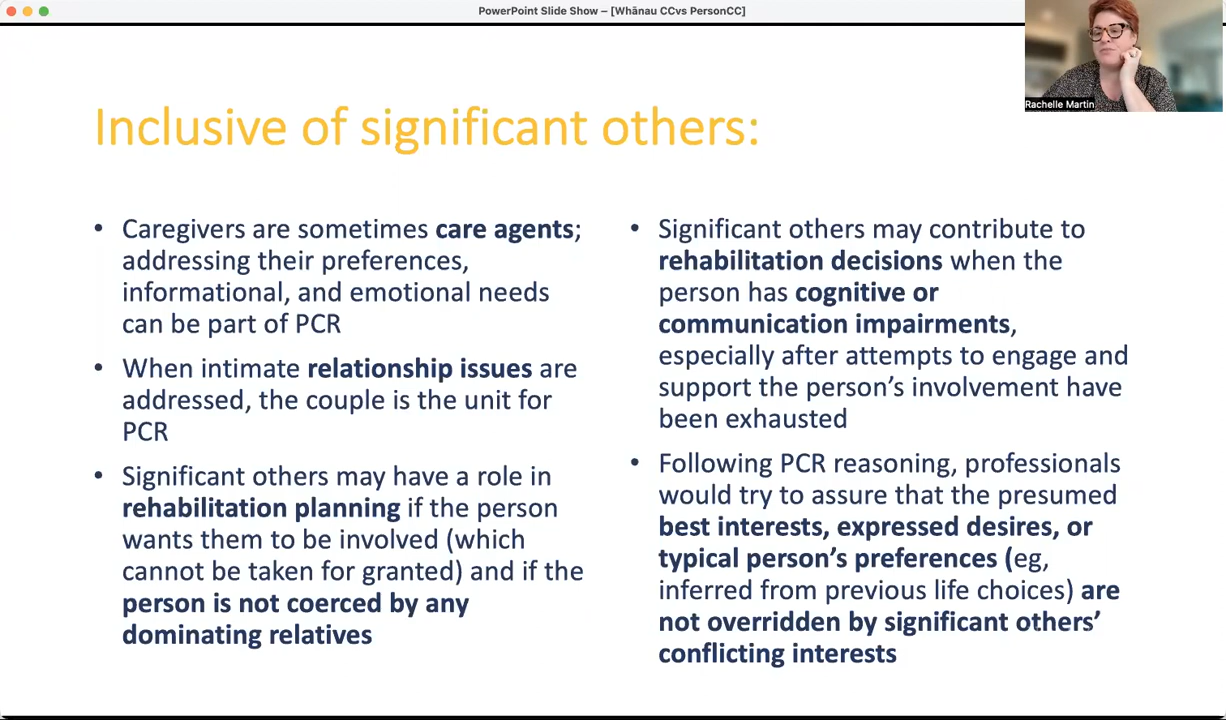 PowerPoint Slide Show – [Whānau CCvs PersonCC]
Rachelle Martin
Inclusive of significant others:
• Caregivers are sometimes care agents;
addressing their preferences,
informational, and emotional needs
can be part of PCR
• When intimate relationship issues are
addressed, the couple is the unit for
PCR
• Significant others may have a role in
rehabilitation planning if the person
wants them to be involved (which
cannot be taken for granted) and if the
person is not coerced by any
dominating relatives
• Significant others may contribute to
rehabilitation decisions when the
person has cognitive or
communication impairments,
especially after attempts to engage and
support the person’s involvement have
been exhausted
• Following PCR reasoning, professionals
would try to assure that the presumed
best interests, expressed desires, or
typical person’s preferences (eg,
inferred from previous life choices) are
not overridden by significant others’
conflicting interests